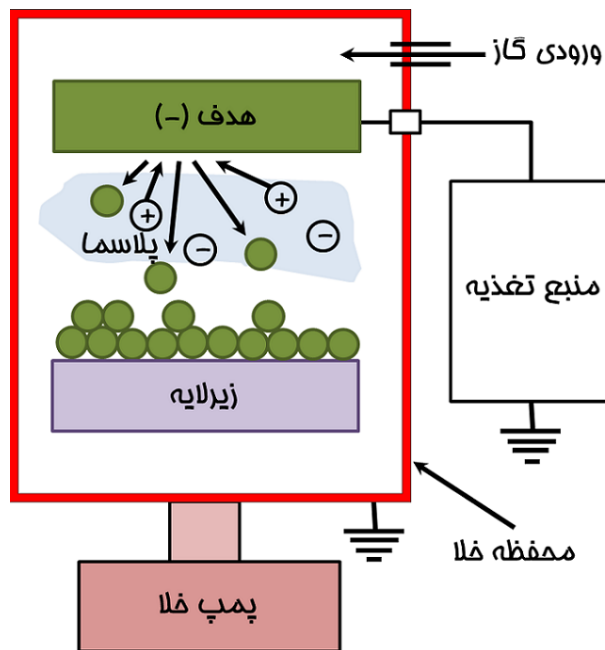 ورودی گاز
هدف (-)
+
+
-
-
پلاسما
منبع تغذیه
زیرلایه
محفظه خلا
پمپ خلا